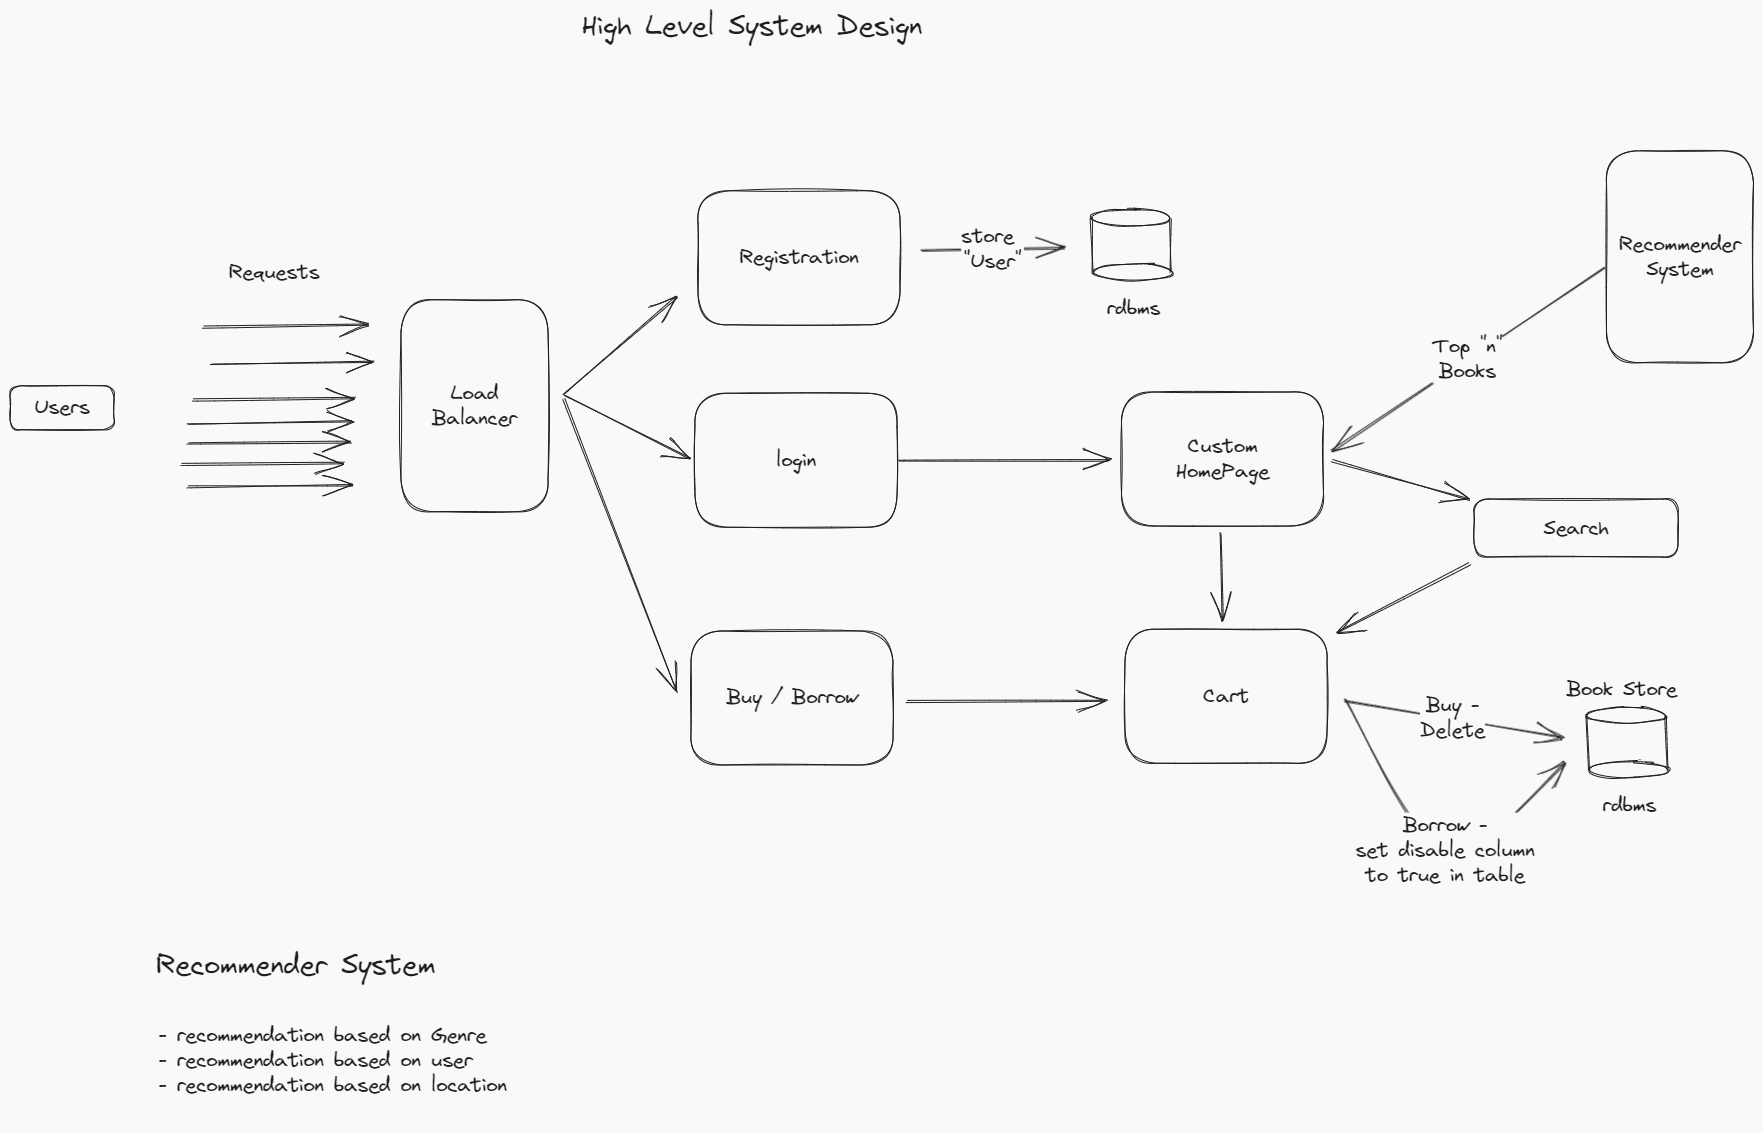 High Level System Design
Requests
Users
Load
Balancer
Registration
store
"User"
rdbms
Recommender
System
Top "n"
Books
login
Custom
HomePage
Search
Buy / Borrow
Cart
Buy -
Delete
Book Store
rdbms
Borrow -
set disable column
to true in table
Recommender System
- recommendation based on Genre
- recommendation based on user
- recommendation based on location